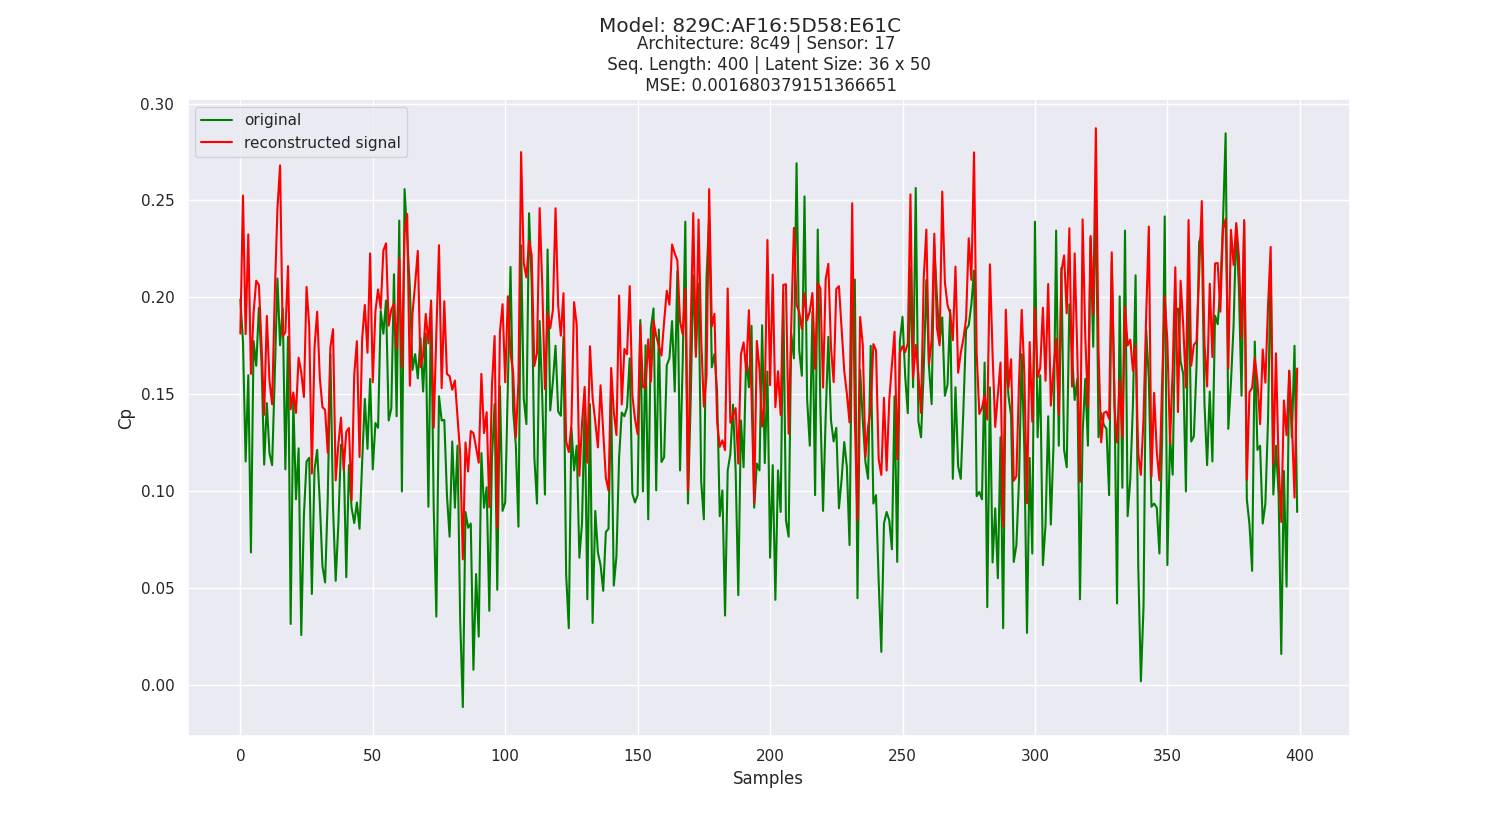 Model: 829C:AF16:5D58:E61C
Architecture: 8c49 | Sensor: 17
Seq. Length: 400 | Latent Size: 36 x 50
MSE: 0.001680379151366651
original
reconstructed signal
0.30
0.25
0.20
0.15
0.10
0.05
0.00
Cp
0 50 100 150 200 250 300 350 400
Samples